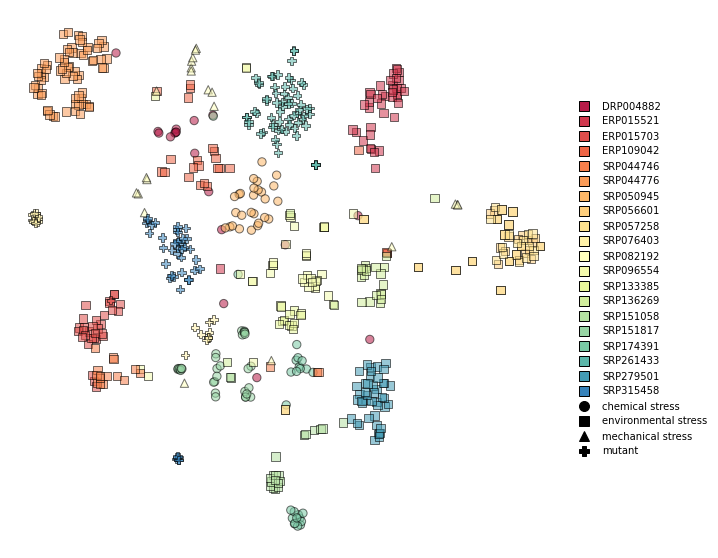 DRP004882
ERP015521
ERP015703
ERP109042
SRP044746
SRP044776
SRP050945
SRP056601
SRP057258
SRP076403
SRP082192
SRP096554
SRP133385
SRP136269
SRP151058
SRP151817
SRP174391
SRP261433
SRP279501
SRP315458
chemical stress
environmental stress
mechanical stress
mutant